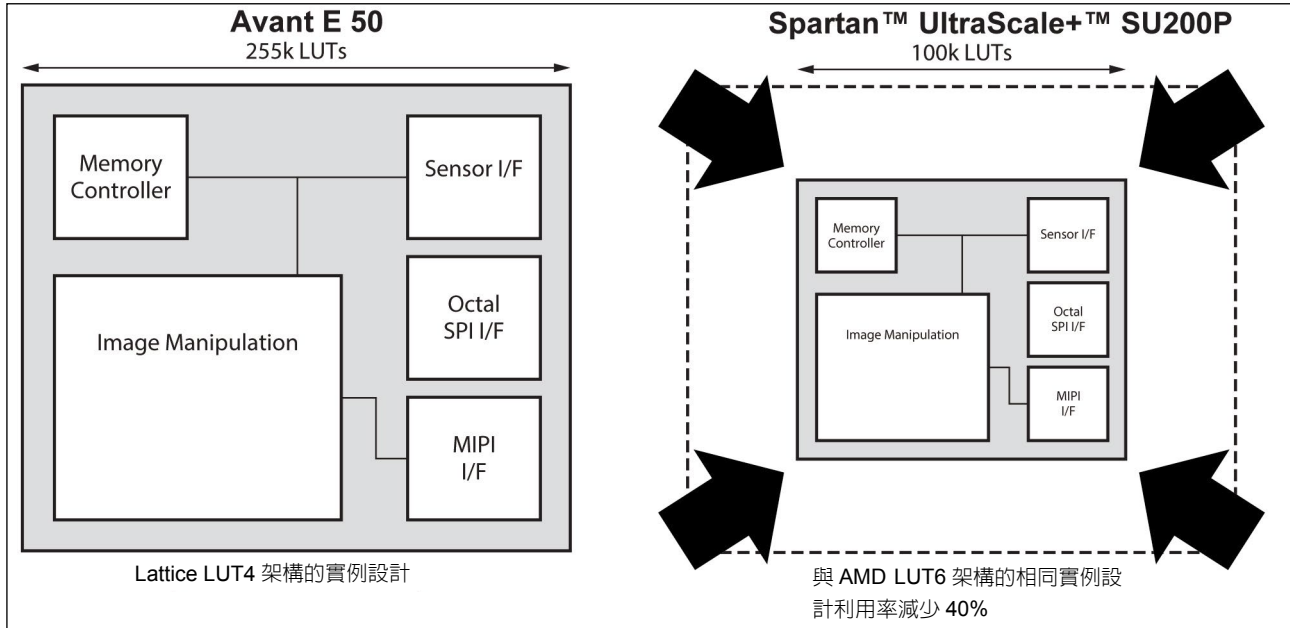 Avant E 50
255k LUTs
Memory
Controller
Sensor I/F
Octal
SPI I/F
Image Manipulation
MIPI
I/F
Lattice LUT4 架構的實例設計
Spartan™ UltraScale+™ SU200P
100k LUTs
Memory
Controller
Sensor I/F
Octal
SPI I/F
Image Manipulation
MIPI
I/F
與 AMD LUT6 架構的相同實例設
計利用率減少 40%